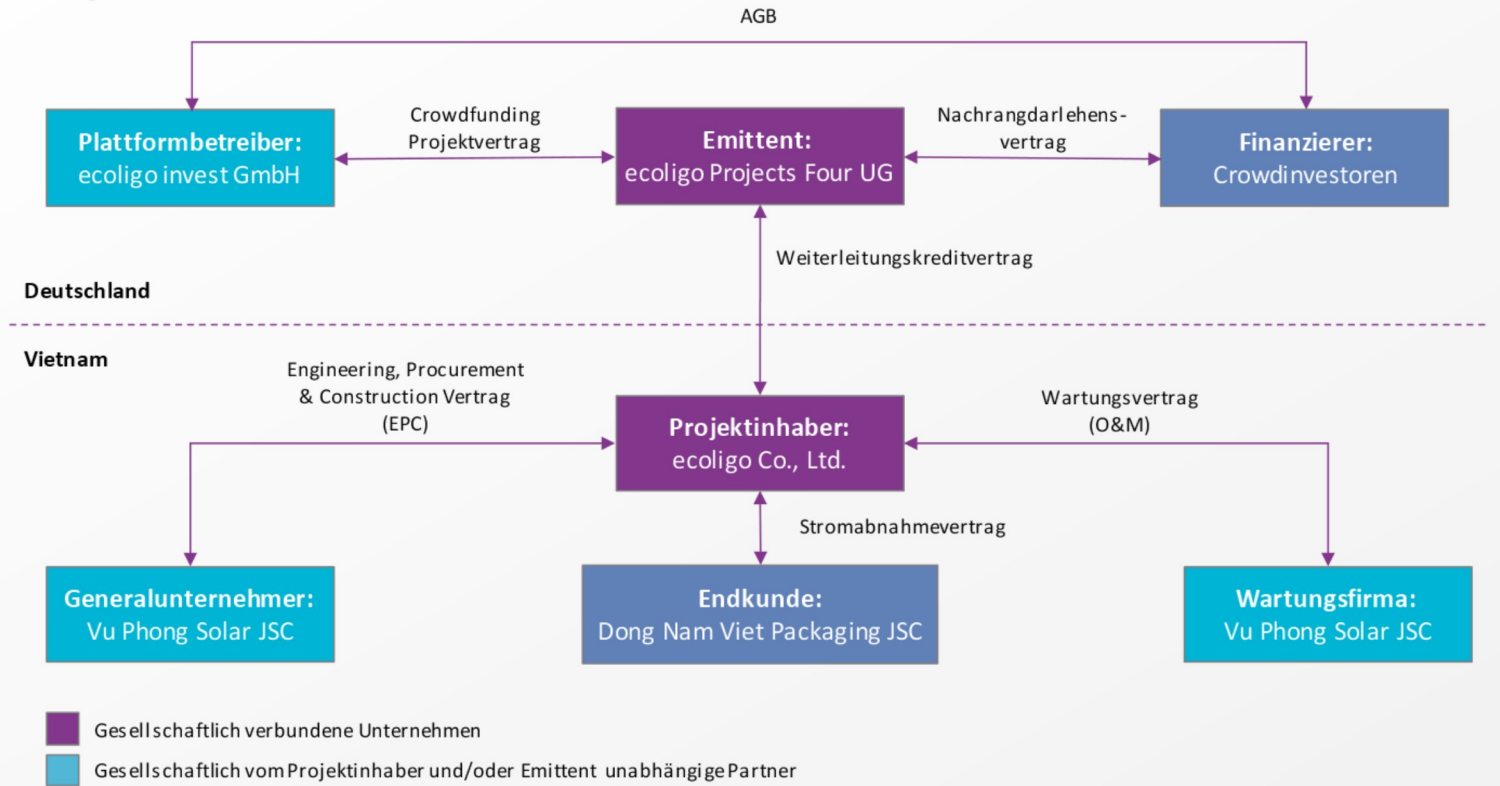 AGB
Plattformbetreiber:
ecoligo invest GmbH
Crowdfunding
Projektvertrag
Emittent:
ecoligo Projects Four UG
Nachrangdarlehens-
vertrag
Finanzierer:
Crowdinvestoren
Weiterleitungskreditvertrag
Deutschland
Vietnam
Engineering, Procurement
& Construction Vertrag
(EPC)
Projektinhaber:
ecoligo Co., Ltd.
Wartungsvertrag
(O&M)
Stromabnahmevertrag
Generalunternehmer:
Vu Phong Solar JSC
Endkunde:
Dong Nam Viet Packaging JSC
Wartungsfirma:
Vu Phong Solar JSC
Gesellschaftlich verbundene Unternehmen
Gesellschaftlich vom Projektinhaber und/oder Emittent unabhängige Partner